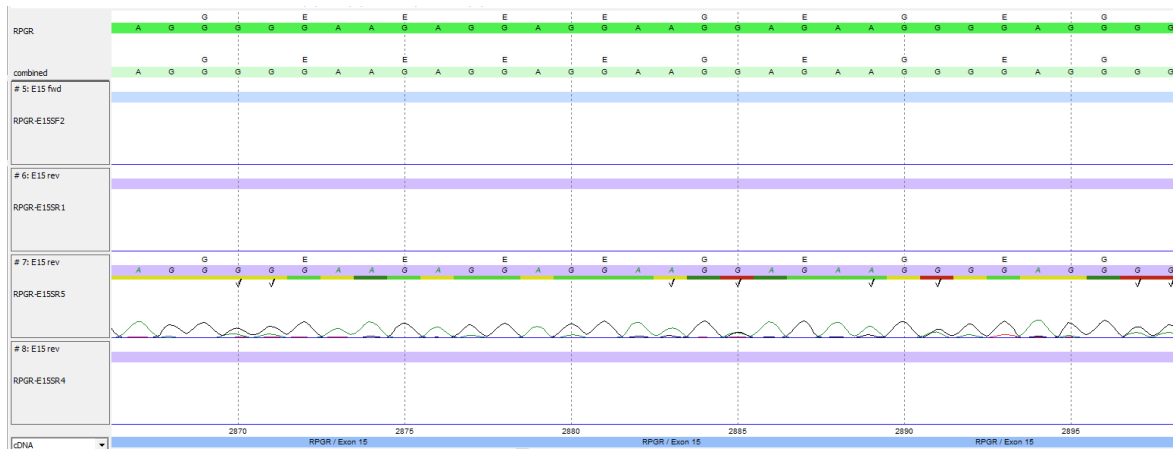 G E E E E G E G E G
RPGR A G G G G G A A G A G G A G G A A G G A G A A G G G G A G G G G
G E E E E G E G E G
combined A G G G G G A A G A G G A G G A A G G A G A A G G G G A G G G G
# 5: E15 fwd
RPGR-E15SF2
# 6: E15 rev
RPGR-E15SR1
# 7: E15 rev G E E E E G E G E G
A G G G G G A A G A G G A G G A A G G A G A A G G G G A G G G G
RPGR-E15SR5
# 8: E15 rev
RPGR-E15SR4
2870 2875 2880 2885 2890 2895
cDNA RPGR / Exon 15 RPGR / Exon 15 RPGR / Exon 15